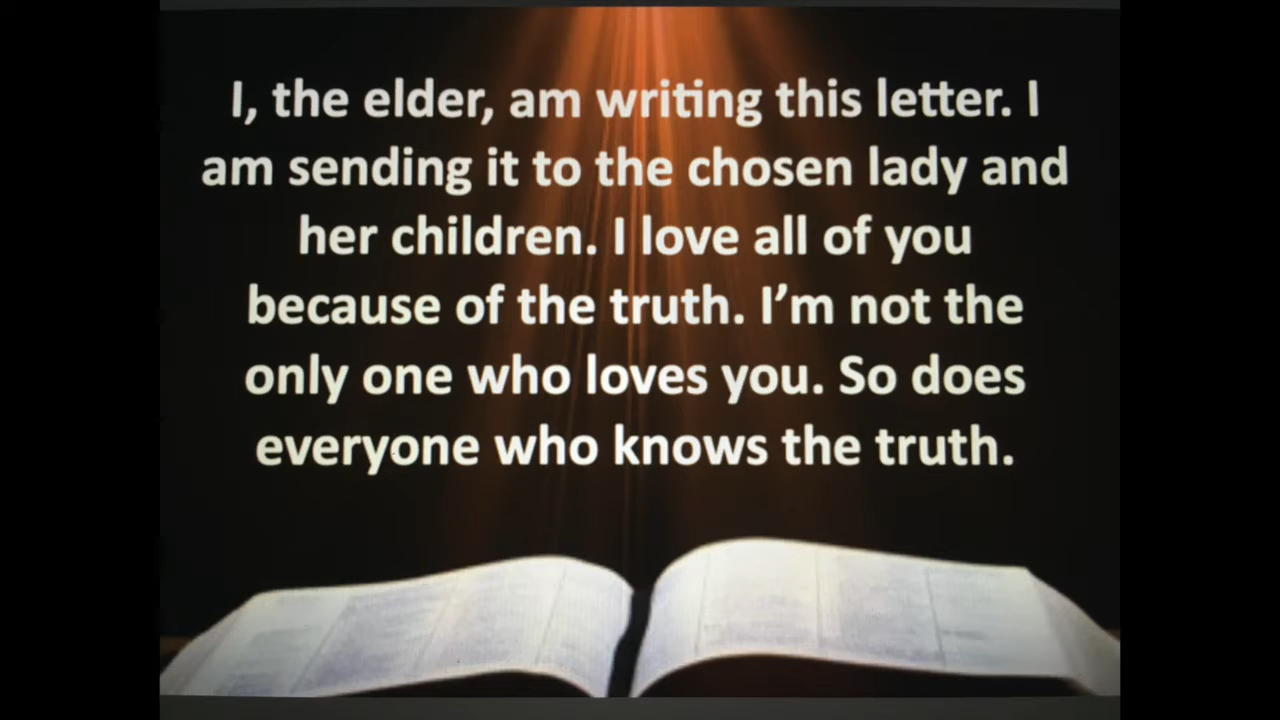 I, the elder, am writing this letter. I
am sending it to the chosen lady and
her children. I love all of you
because of the truth. I’m not the
only one who loves you. So does
everyone who knows the truth.